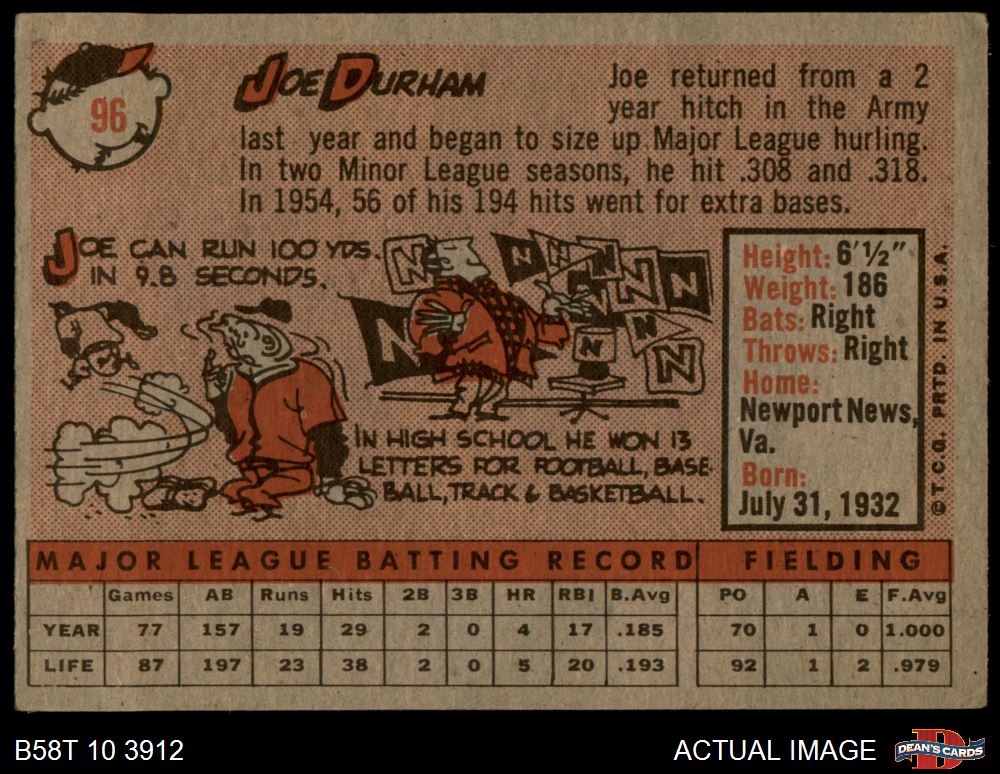 96
JOE DURHAM
Joe returned from a 2
year hitch in the Army
last year and began to size up Major League hurling.
In two Minor League seasons, he hit .308 and .318.
In 1954, 56 of his 194 hits went for extra bases.
JOE CAN RUN 100 YDS.
IN 9.8 SECONDS.
N N N N N N N N N N
IN HIGH SCHOOL HE WON 13
LETTERS FOR FOOTBALL, BASE-
BALL, TRACK & BASKETBALL.
Height: 6' ½"
Weight: 186
Bats: Right
Throws: Right
Home:
Newport News,
Va.
Born:
July 31, 1932
© T.C.G. PRTD. IN U.S.A.
MAJOR LEAGUE BATTING RECORD FIELDING
Games AB Runs Hits 2B 3B HR RBI B.Avg PO A E F.Avg
YEAR 77 157 19 29 2 0 4 17 .185 70 1 0 1.000
LIFE 87 197 23 38 2 0 5 20 .193 92 1 2 .979
B58T 10 3912
ACTUAL IMAGE
D
DEAN'S CARDS